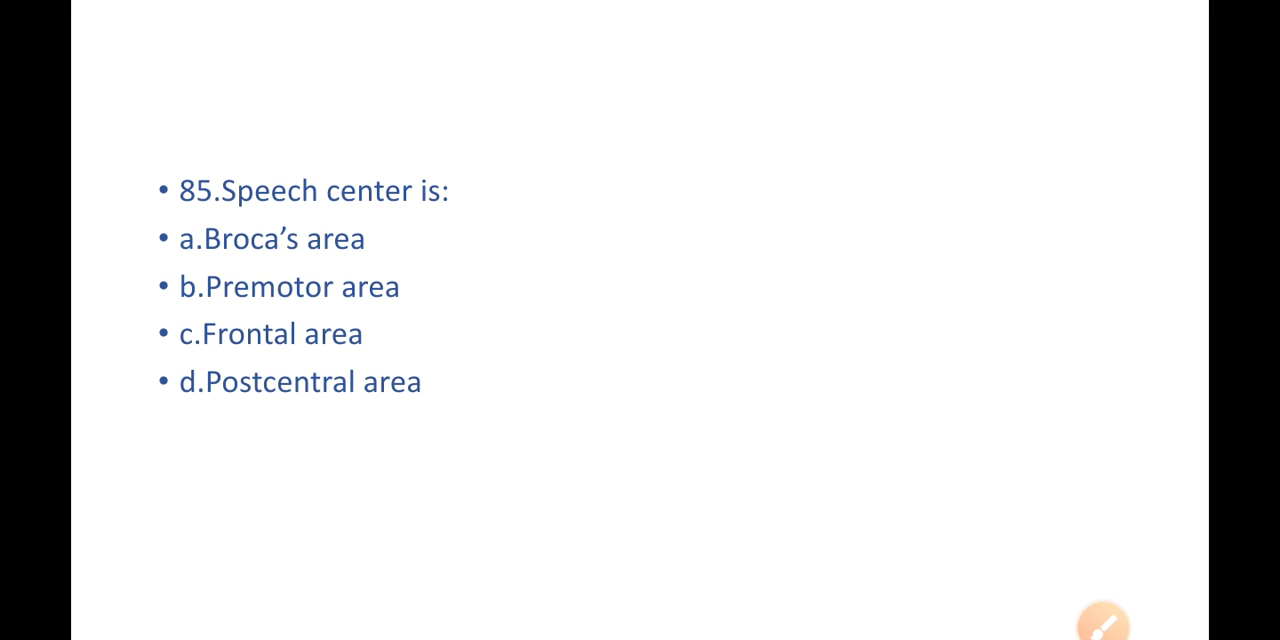 • 85.Speech center is:
• a.Broca’s area
• b.Premotor area
• c.Frontal area
• d.Postcentral area